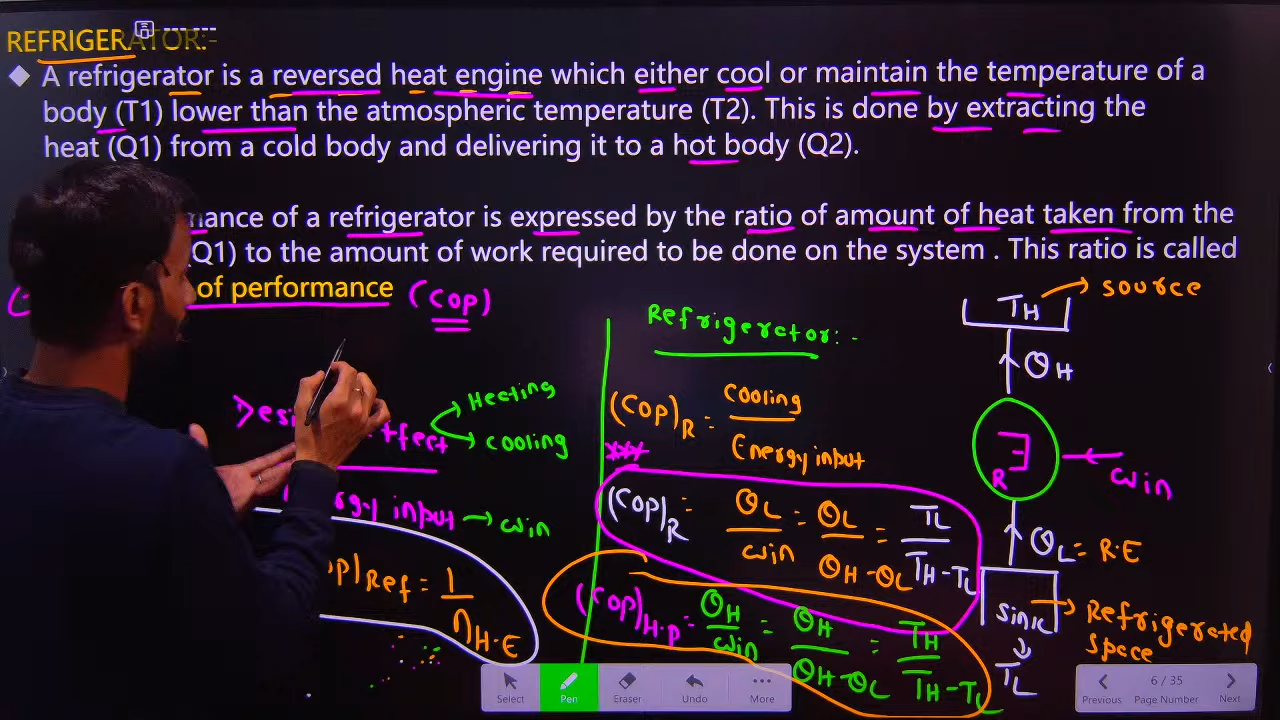 REFRIGERATOR:-
A refrigerator is a reversed heat engine which either cool or maintain the temperature of a
body (T1) lower than the atmospheric temperature (T2). This is done by extracting the
heat (Q1) from a cold body and delivering it to a hot body (Q2).
mance of a refrigerator is expressed by the ratio of amount of heat taken from the
(Q1) to the amount of work required to be done on the system . This ratio is called
of performance (COP)
Heating
cooling
Energy input → Win
Refrigerator:-
(COP)R = Cooling / Energy input
(COP)R = QL / Win = QL / QH-QL = TL / TH-TL
(COP)H.P = QH / Win = QH / QH-QL = TH / TH-TL
OP)Ref = 1 / ηH.E
TH → source
QH
R E
Win
QL = R.E
Sink → Refrigerated space
TL
Select Pen Eraser Undo More
Previous 6 / 35 Page Number Next